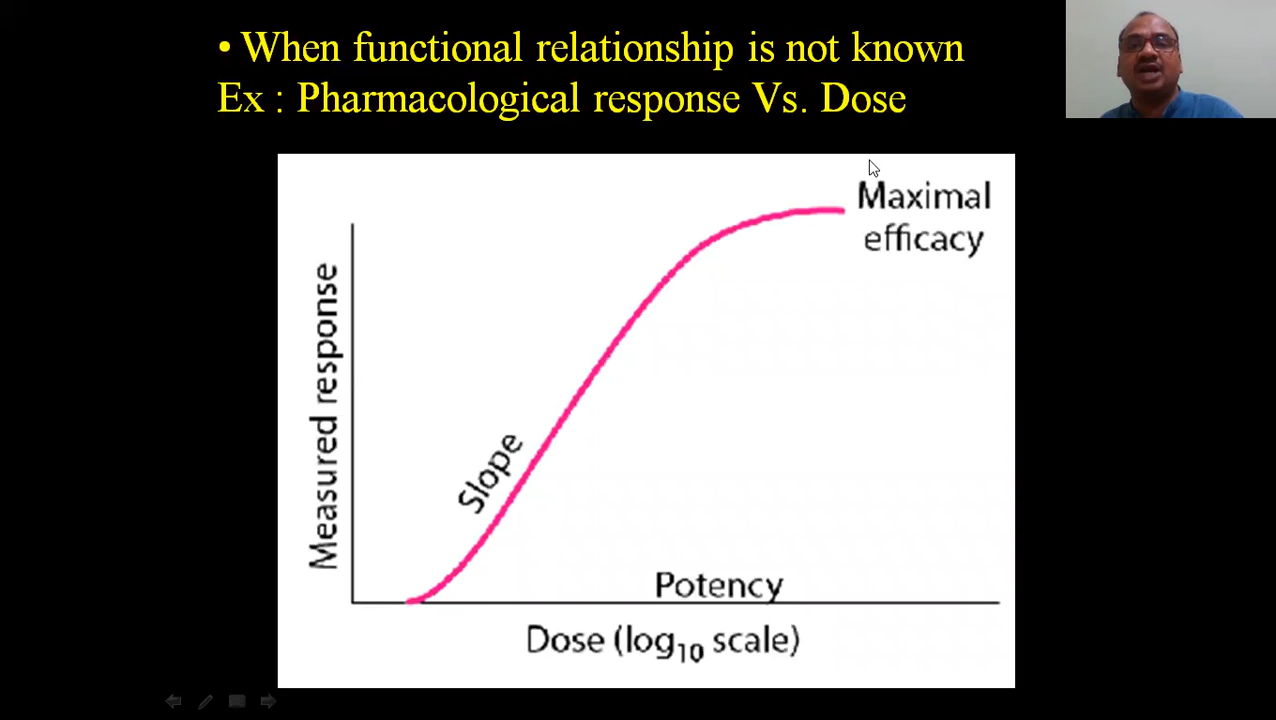 • When functional relationship is not known
Ex : Pharmacological response Vs. Dose
Maximal
efficacy
Measured response
Slope
Potency
Dose (log₁₀ scale)